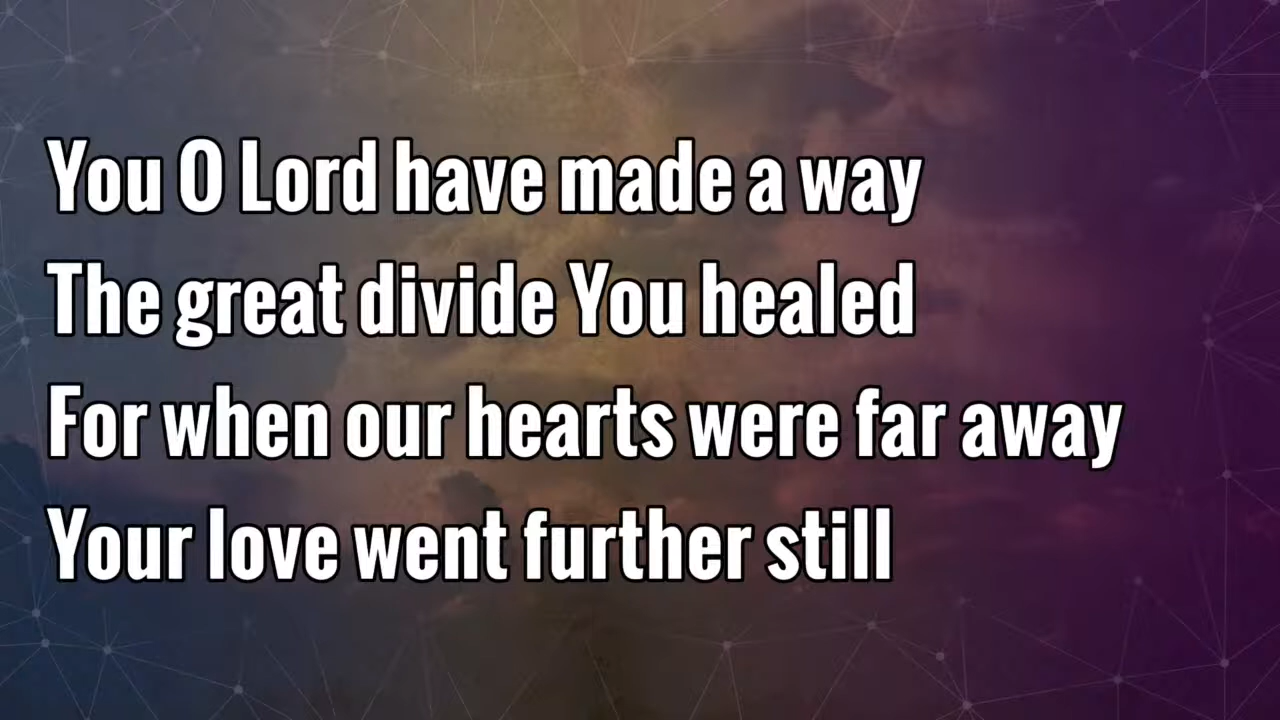 You O Lord have made a way
The great divide You healed
For when our hearts were far away
Your love went further still